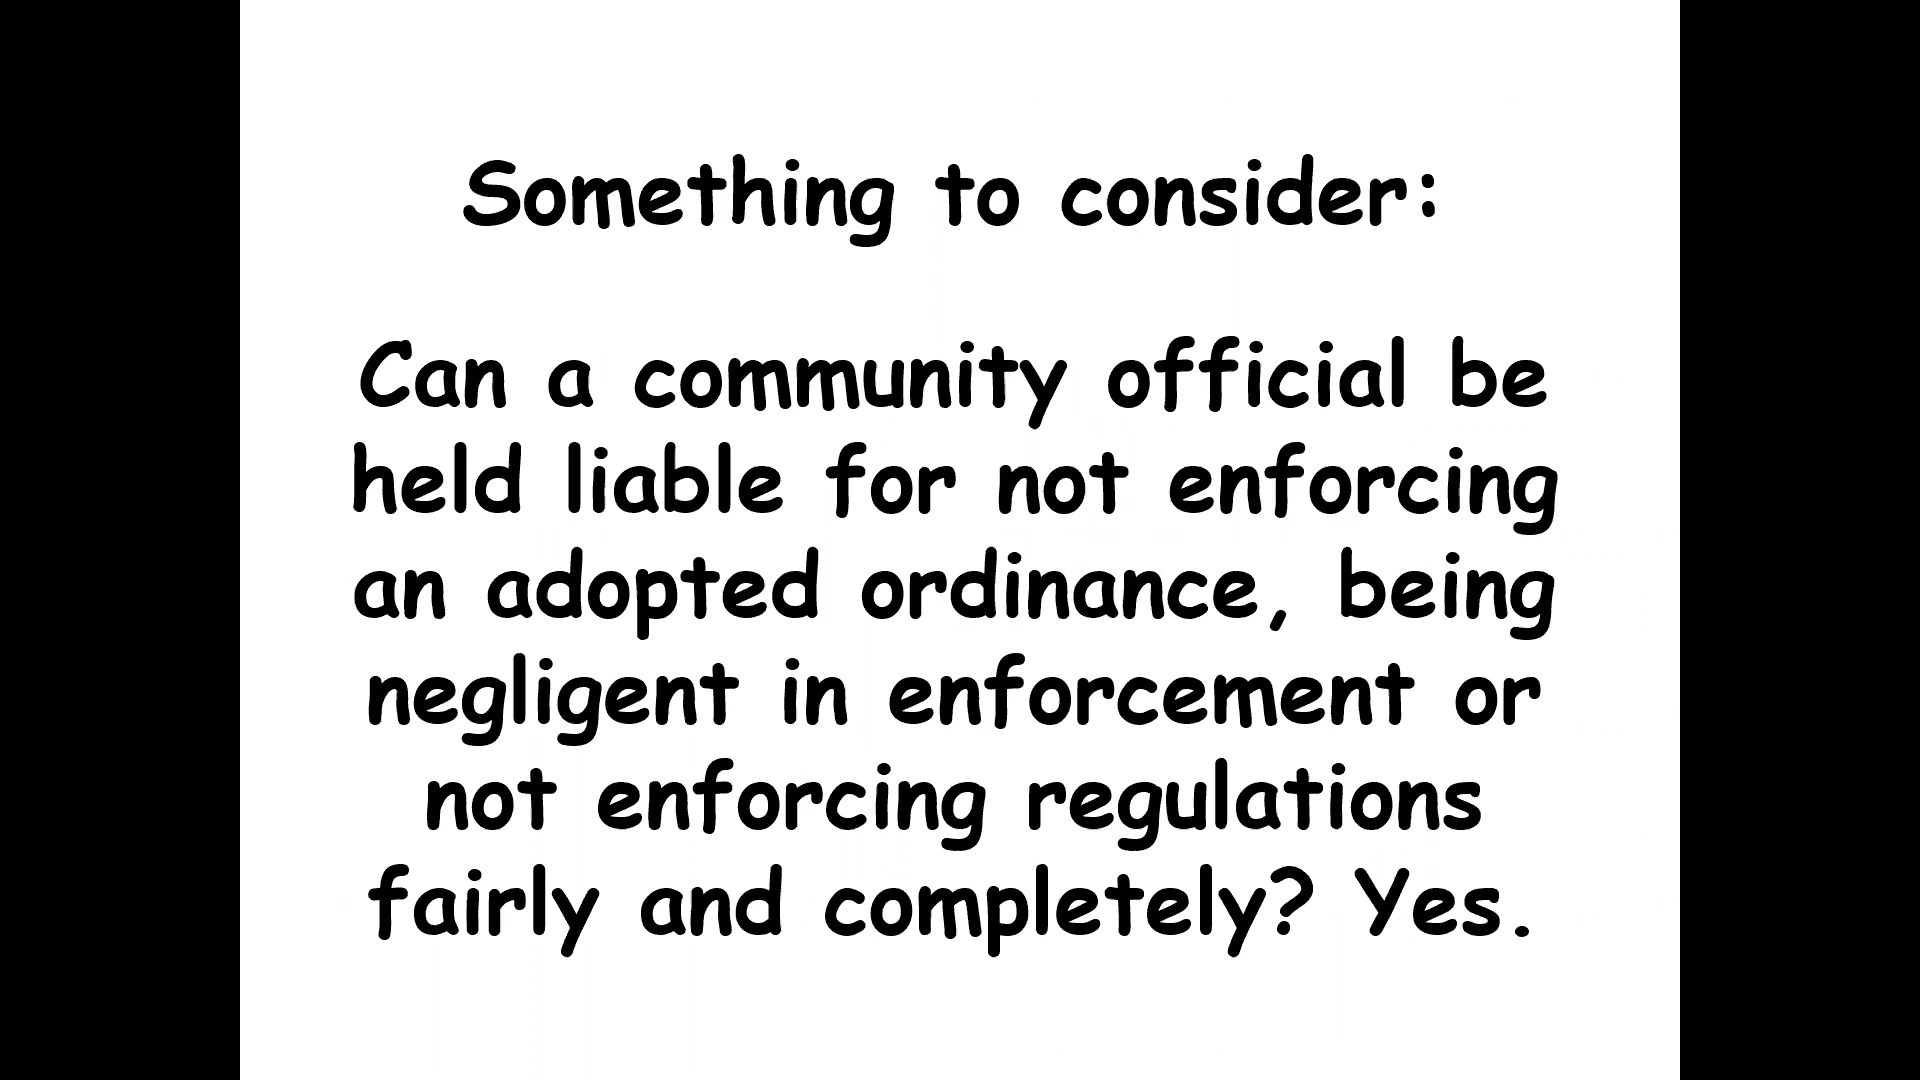 Something to consider:
Can a community official be
held liable for not enforcing
an adopted ordinance, being
negligent in enforcement or
not enforcing regulations
fairly and completely? Yes.